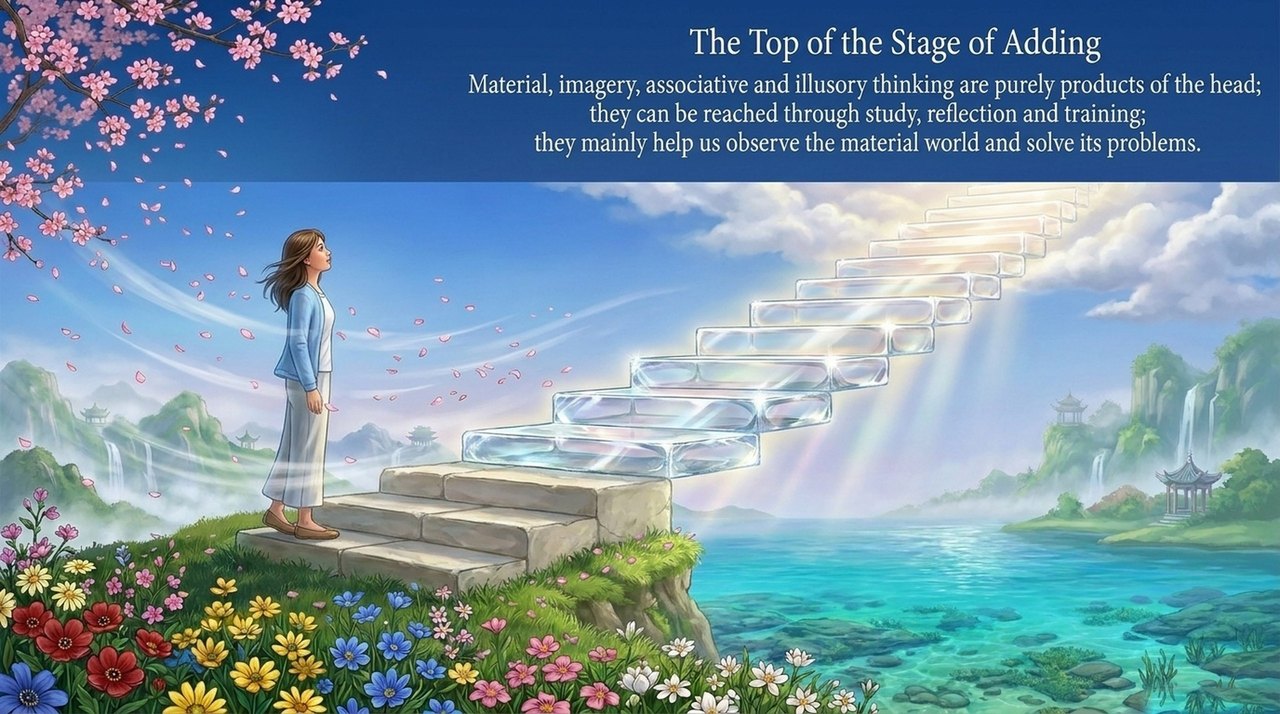 The Top of the Stage of Adding
Material, imagery, associative and illusory thinking are purely products of the head;
they can be reached through study, reflection and training;
they mainly help us observe the material world and solve its problems.